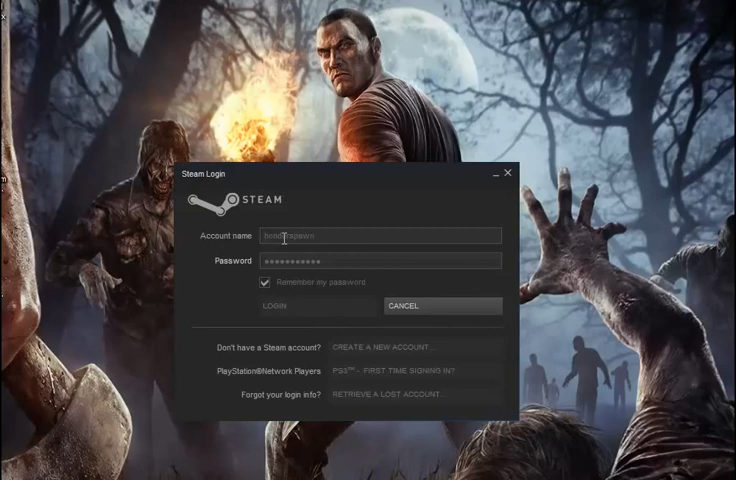 Steam Login
STEAM
Account name
Password
Remember my password
LOGIN
CANCEL
Don't have a Steam account?
CREATE A NEW ACCOUNT...
PlayStation®Network Players
PS3™ - FIRST TIME SIGNING IN?
Forgot your login info?
RETRIEVE A LOST ACCOUNT...